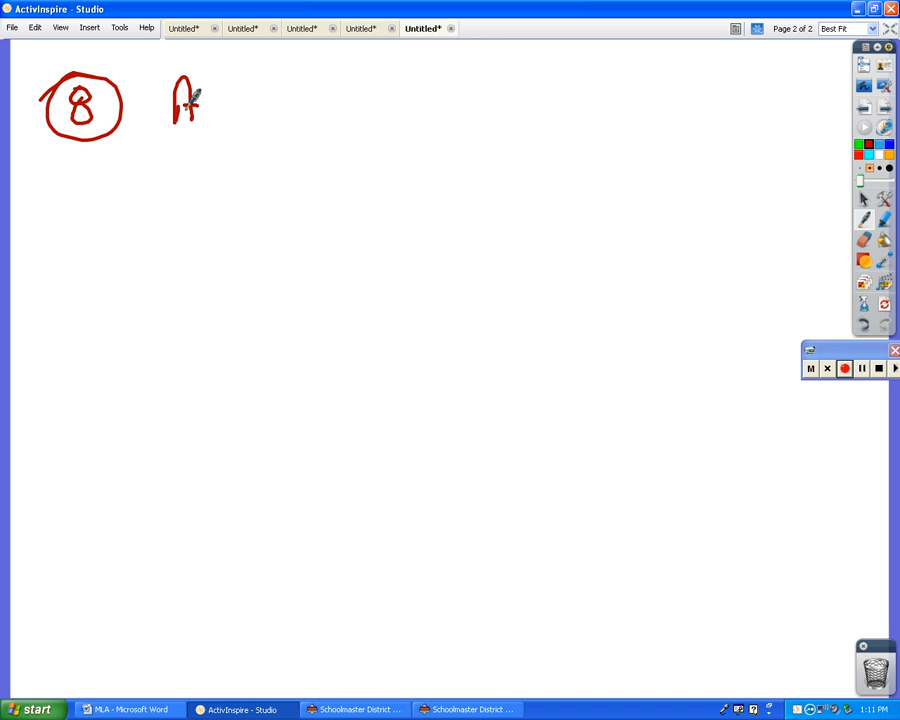 ActivInspire - Studio
File Edit View Insert Tools Help Untitled* Untitled* Untitled* Untitled* Untitled* Page 2 of 2 Best Fit
8 A
M
start MLA - Microsoft Word ActivInspire - Studio Schoolmaster District ... Schoolmaster District ... 1:11 PM